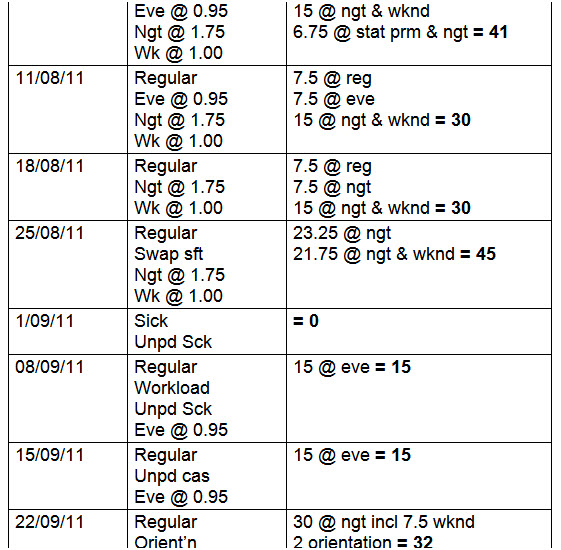 Eve @ 0.95 15 @ ngt & wknd
Ngt @ 1.75 6.75 @ stat prm & ngt = 41
Wk @ 1.00
11/08/11 Regular 7.5 @ reg
Eve @ 0.95 7.5 @ eve
Ngt @ 1.75 15 @ ngt & wknd = 30
Wk @ 1.00
18/08/11 Regular 7.5 @ reg
Ngt @ 1.75 7.5 @ ngt
Wk @ 1.00 15 @ ngt & wknd = 30
25/08/11 Regular 23.25 @ ngt
Swap sft 21.75 @ ngt & wknd = 45
Ngt @ 1.75
Wk @ 1.00
1/09/11 Sick = 0
Unpd Sck
08/09/11 Regular 15 @ eve = 15
Workload
Unpd Sck
Eve @ 0.95
15/09/11 Regular 15 @ eve = 15
Unpd cas
Eve @ 0.95
22/09/11 Regular 30 @ ngt incl 7.5 wknd
Orient'n 2 orientation = 32